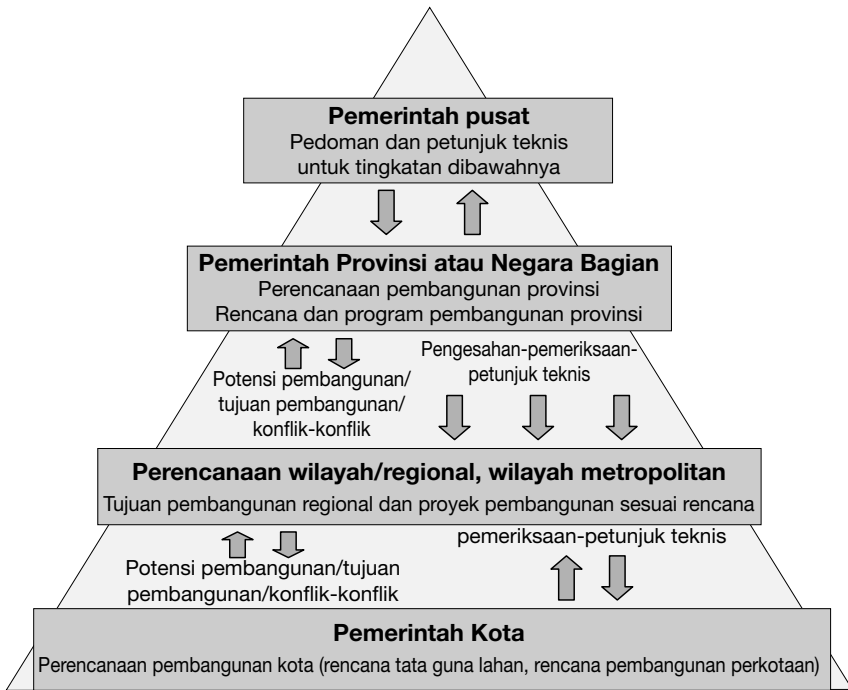 Pemerintah pusat
Pedoman dan petunjuk teknis
untuk tingkatan dibawahnya
Pemerintah Provinsi atau Negara Bagian
Perencanaan pembangunan provinsi
Rencana dan program pembangunan provinsi
Potensi pembangunan/
tujuan pembangunan/
konflik-konflik
Pengesahan-pemeriksaan-
petunjuk teknis
Perencanaan wilayah/regional, wilayah metropolitan
Tujuan pembangunan regional dan proyek pembangunan sesuai rencana
Potensi pembangunan/tujuan
pembangunan/konflik-konflik
pemeriksaan-petunjuk teknis
Pemerintah Kota
Perencanaan pembangunan kota (rencana tata guna lahan, rencana pembangunan perkotaan)